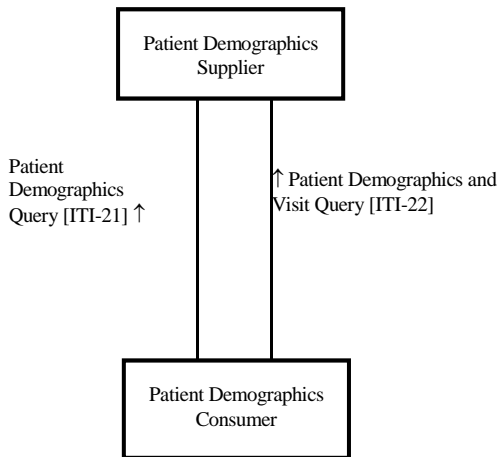 Patient Demographics
Supplier
Patient
Demographics
Query [ITI-21] ↑
↑ Patient Demographics and
Visit Query [ITI-22]
Patient Demographics
Consumer